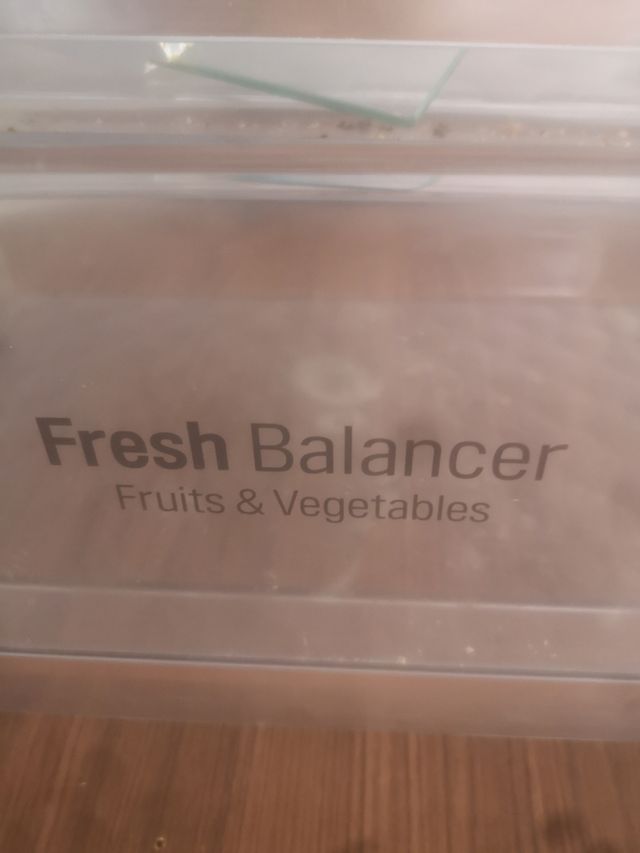 Fresh Balancer
Fruits & Vegetables